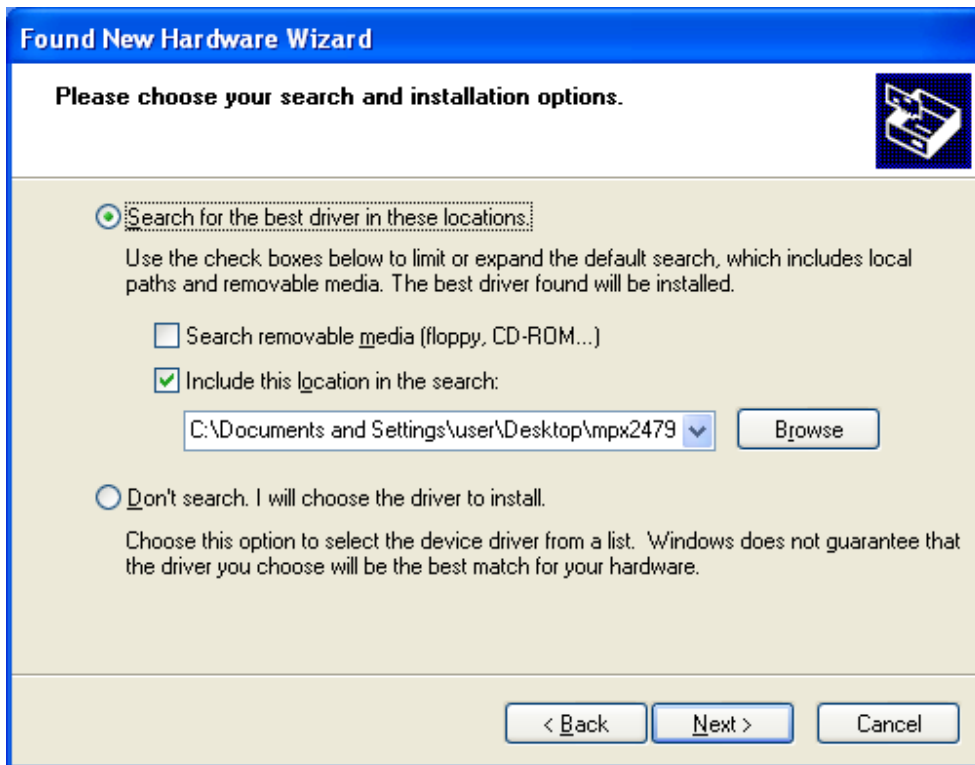 Found New Hardware Wizard
Please choose your search and installation options.
Search for the best driver in these locations.
Use the check boxes below to limit or expand the default search, which includes local
paths and removable media. The best driver found will be installed.
Search removable media (floppy, CD-ROM...)
Include this location in the search:
C:\Documents and Settings\user\Desktop\mpx2479
Browse
Don't search. I will choose the driver to install.
Choose this option to select the device driver from a list.  Windows does not guarantee that
the driver you choose will be the best match for your hardware.
< Back
Next >
Cancel